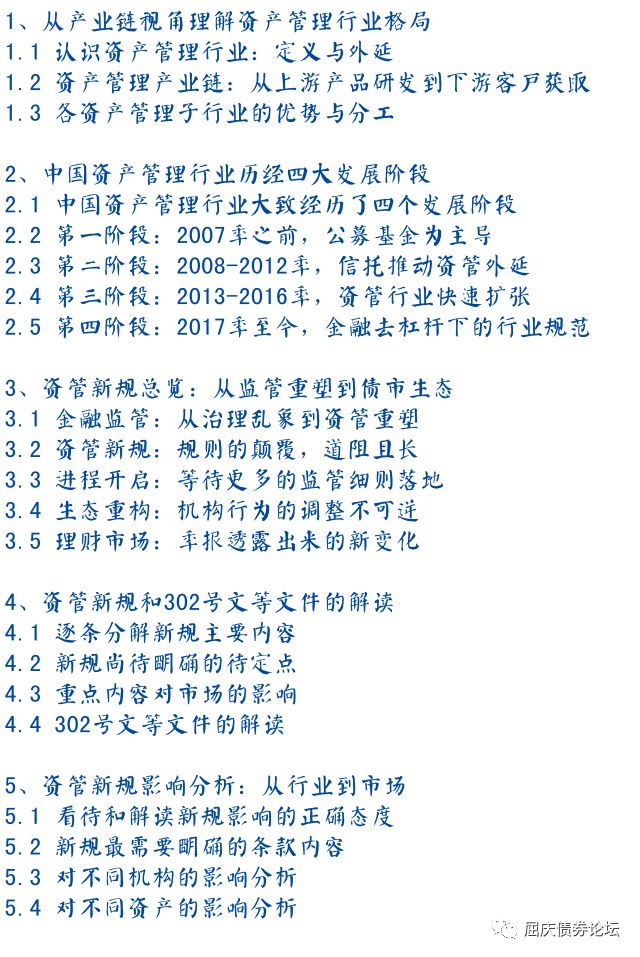 1、从产业链视角理解资产管理行业格局
1.1 认识资产管理行业：定义与外延
1.2 资产管理产业链：从上游产品研发到下游客户获取
1.3 各资产管理子行业的优势与分工
2、中国资产管理行业历经四大发展阶段
2.1 中国资产管理行业大致经历了四个发展阶段
2.2 第一阶段：2007年之前，公募基金为主导
2.3 第二阶段：2008-2012年，信托推动资管外延
2.4 第三阶段：2013-2016年，资管行业快速扩张
2.5 第四阶段：2017年至今，金融去杠杆下的行业规范
3、资管新规总览：从监管重塑到债市生态
3.1 金融监管：从治理乱象到资管重塑
3.2 资管新规：规则的颠覆，道阻且长
3.3 进程开启：等待更多的监管细则落地
3.4 生态重构：机构行为的调整不可逆
3.5 理财市场：年报透露出来的新变化
4、资管新规和302号文等文件的解读
4.1 逐条分解新规主要内容
4.2 新规尚待明确的待定点
4.3 重点内容对市场的影响
4.4 302号文等文件的解读
5、资管新规影响分析：从行业到市场
5.1 看待和解读新规影响的正确态度
5.2 新规最需要明确的条款内容
5.3 对不同机构的影响分析
5.4 对不同资产的影响分析
屈庆债券论坛